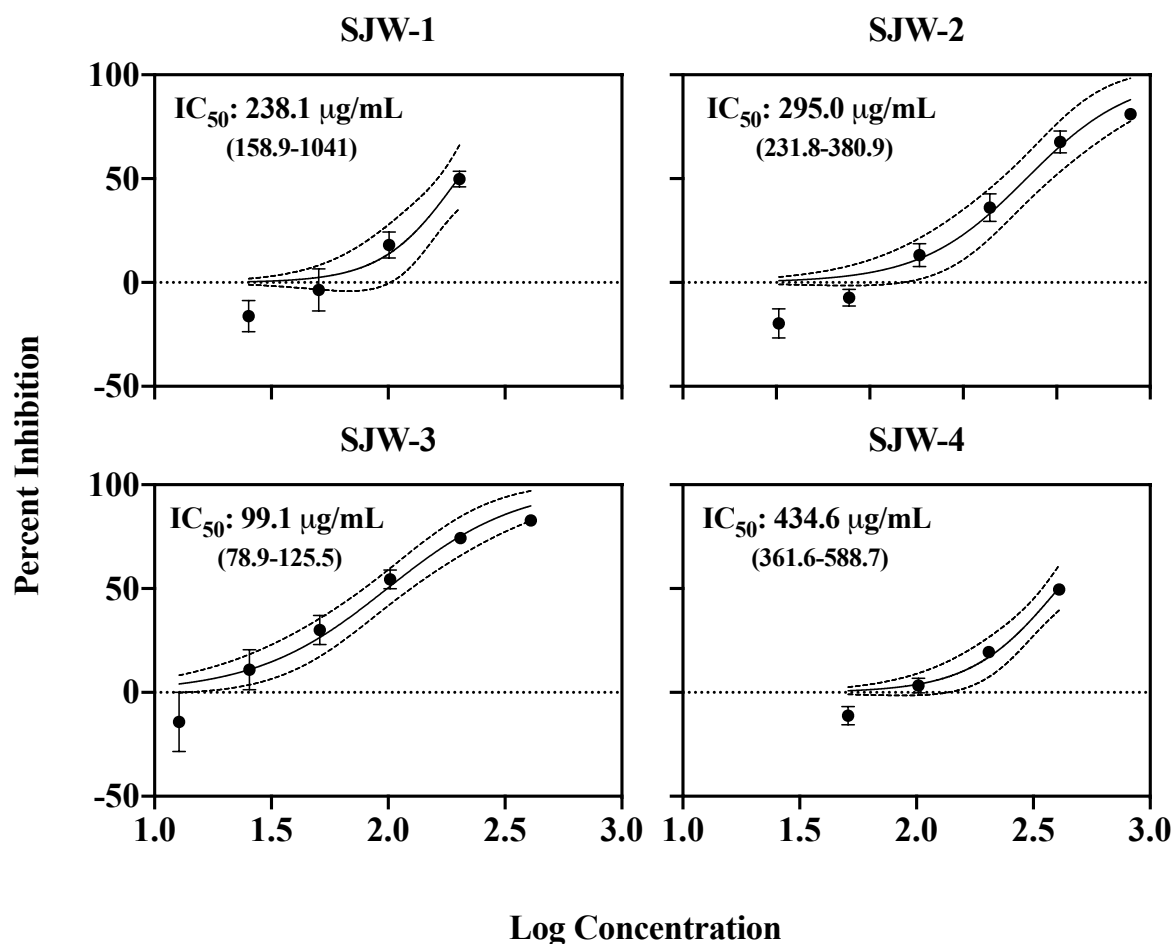 SJW-1
SJW-2
100
50
0
-50
IC50: 238.1 μg/mL
(158.9-1041)
IC50: 295.0 μg/mL
(231.8-380.9)
Percent Inhibition
SJW-3
SJW-4
100
50
0
-50
IC50: 99.1 μg/mL
(78.9-125.5)
IC50: 434.6 μg/mL
(361.6-588.7)
1.0 1.5 2.0 2.5 3.0
1.0 1.5 2.0 2.5 3.0
Log Concentration